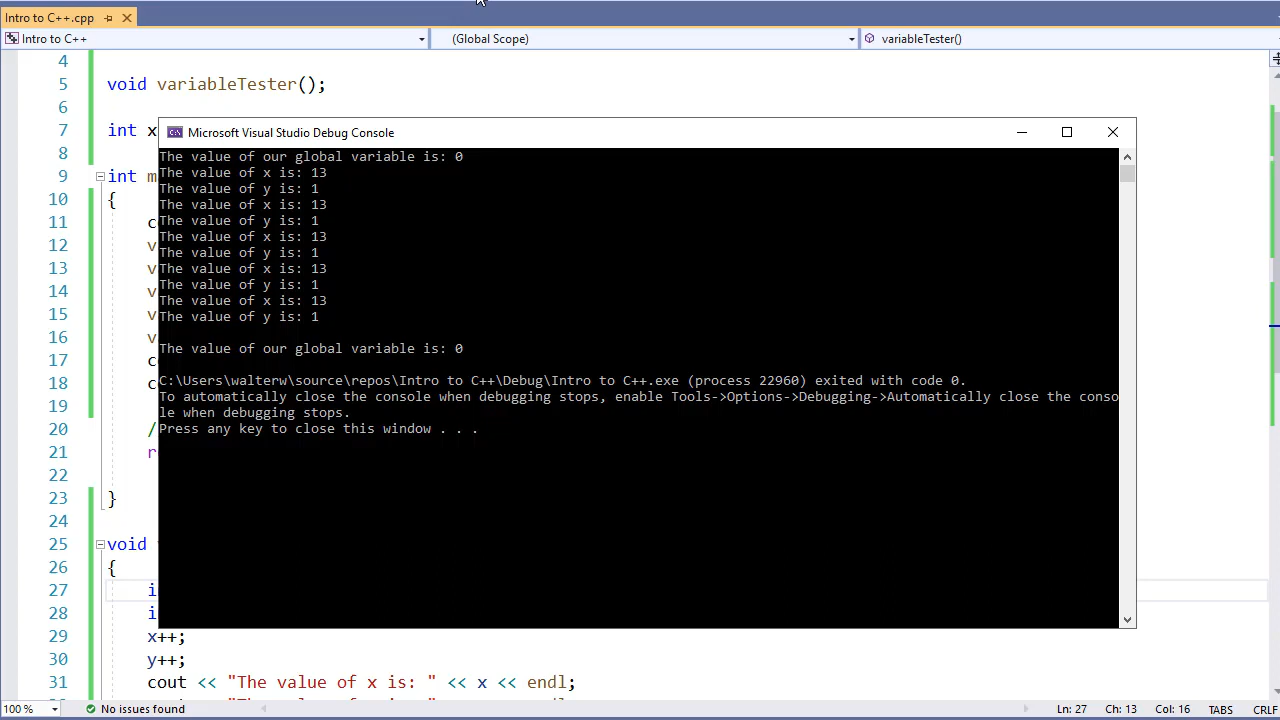 Intro to C++.cpp
Intro to C++ (Global Scope) variableTester()
4
5 void variableTester();
6
7 int x
8
9 int m
10 {
11 c
12 v
13 v
14 v
15 v
16 v
17 c
18 c
19
20 /
21 r
22
23 }
24
25 void
26 {
27 i
28 i
29 x++;
30 y++;
31 cout << "The value of x is: " << x << endl;
Microsoft Visual Studio Debug Console
The value of our global variable is: 0
The value of x is: 13
The value of y is: 1
The value of x is: 13
The value of y is: 1
The value of x is: 13
The value of y is: 1
The value of x is: 13
The value of y is: 1
The value of x is: 13
The value of y is: 1
The value of our global variable is: 0
C:\Users\walterw\source\repos\Intro to C++\Debug\Intro to C++.exe (process 22960) exited with code 0.
To automatically close the console when debugging stops, enable Tools->Options->Debugging->Automatically close the conso
le when debugging stops.
Press any key to close this window . . .
100 % No issues found Ln: 27 Ch: 13 Col: 16 TABS CRLF